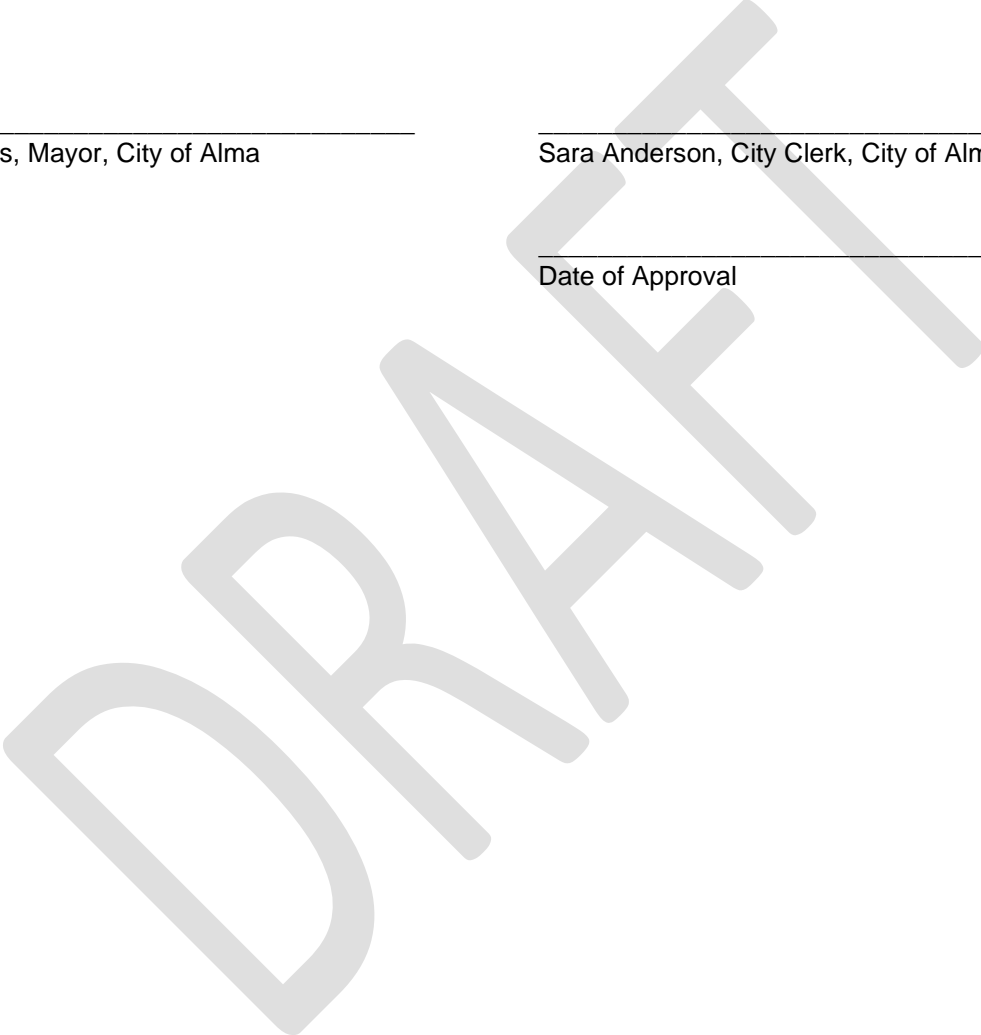 s, Mayor, City of Alma
Sara Anderson, City Clerk, City of Alm
Date of Approval
DRAFT